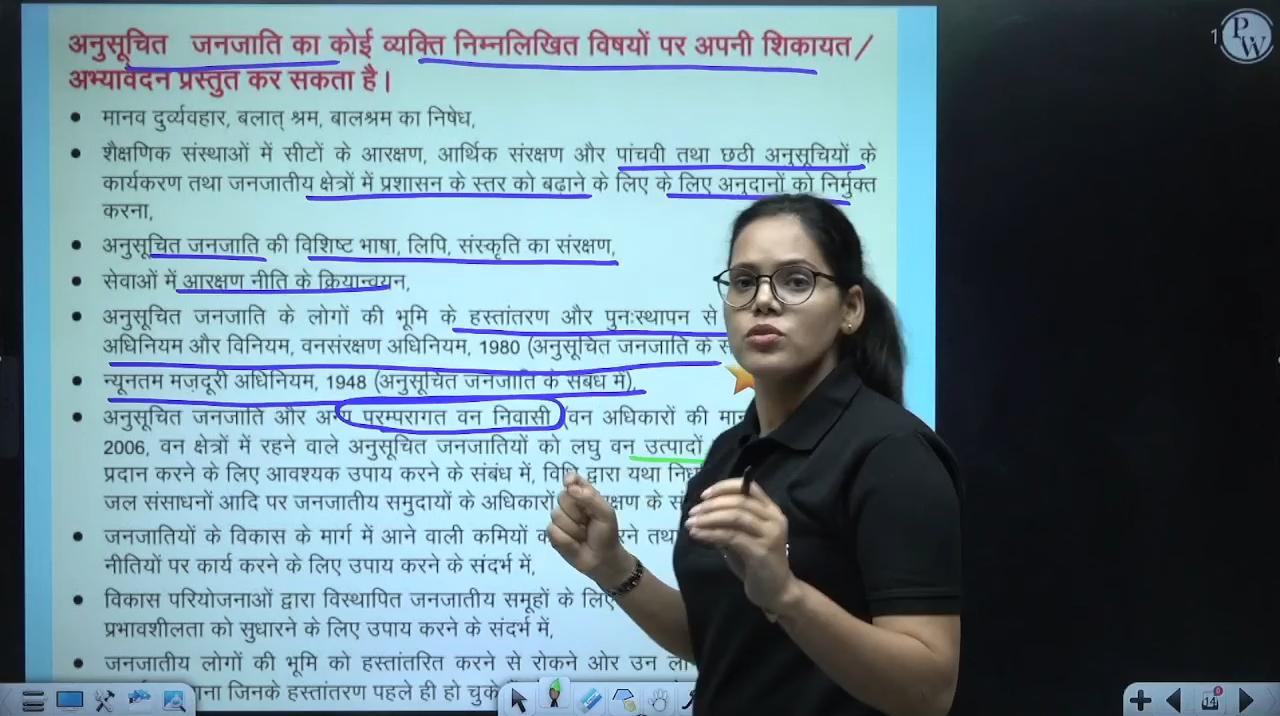 अनुसूचित जनजाति का कोई व्यक्ति निम्नलिखित विषयों पर अपनी शिकायत/
अभ्यावेदन प्रस्तुत कर सकता है।
• मानव दुर्व्यवहार, बलात् श्रम, बालश्रम का निषेध,
• शैक्षणिक संस्थाओं में सीटों के आरक्षण, आर्थिक संरक्षण और पांचवी तथा छठी अनुसूचियों के
कार्यकरण तथा जनजातीय क्षेत्रों में प्रशासन के स्तर को बढ़ाने के लिए के लिए अनुदानों को निर्मुक्त
करना,
• अनुसूचित जनजाति की विशिष्ट भाषा, लिपि, संस्कृति का संरक्षण,
• सेवाओं में आरक्षण नीति के क्रियान्वयन,
• अनुसूचित जनजाति के लोगों की भूमि के हस्तांतरण और पुनःस्थापन से
अधिनियम और विनियम, वनसंरक्षण अधिनियम, 1980 (अनुसूचित जनजाति के
• न्यूनतम मज़दूरी अधिनियम, 1948 (अनुसूचित जनजाति के संबंध में),
• अनुसूचित जनजाति और अन्य परम्परागत वन निवासी (वन अधिकारों की
2006, वन क्षेत्रों में रहने वाले अनुसूचित जनजातियों को लघु वन उत्पादों
प्रदान करने के लिए आवश्यक उपाय करने के संबंध में, विधि द्वारा यथा
जल संसाधनों आदि पर जनजातीय समुदायों के अधिकारों के
• जनजातियों के विकास के मार्ग में आने वाली कमियों तथा
नीतियों पर कार्य करने के लिए उपाय करने के संदर्भ में,
• विकास परियोजनाओं द्वारा विस्थापित जनजातीय समूहों के लिए
प्रभावशीलता को सुधारने के लिए उपाय करने के संदर्भ में,
• जनजातीय लोगों की भूमि को हस्तांतरित करने से रोकने ओर उन
जिनके हस्तांतरण पहले ही हो
PW
14